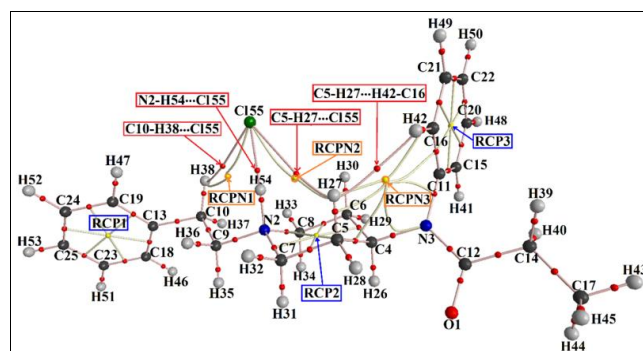 H49
H50
C21
C22
N2-H54···Cl55
C5-H27···H42-C16
Cl55
C5-H27···Cl55
C20
H48
C10-H38···Cl55
RCPN2
H42
C16
RCP3
H47
H38
H54
H30
C15
H52
C19
RCPN1
H27
RCPN3
C11
H41
H39
C24
RCP1
C13
C10
H33
C6
H29
H36
H37
N2
C8
C5
N3
H40
H53
C9
C7
C4
C12
C14
C25
C23
C18
H32
H34
H28
H26
C17
H43
H51
H46
H35
RCP2
H31
O1
H45
H44